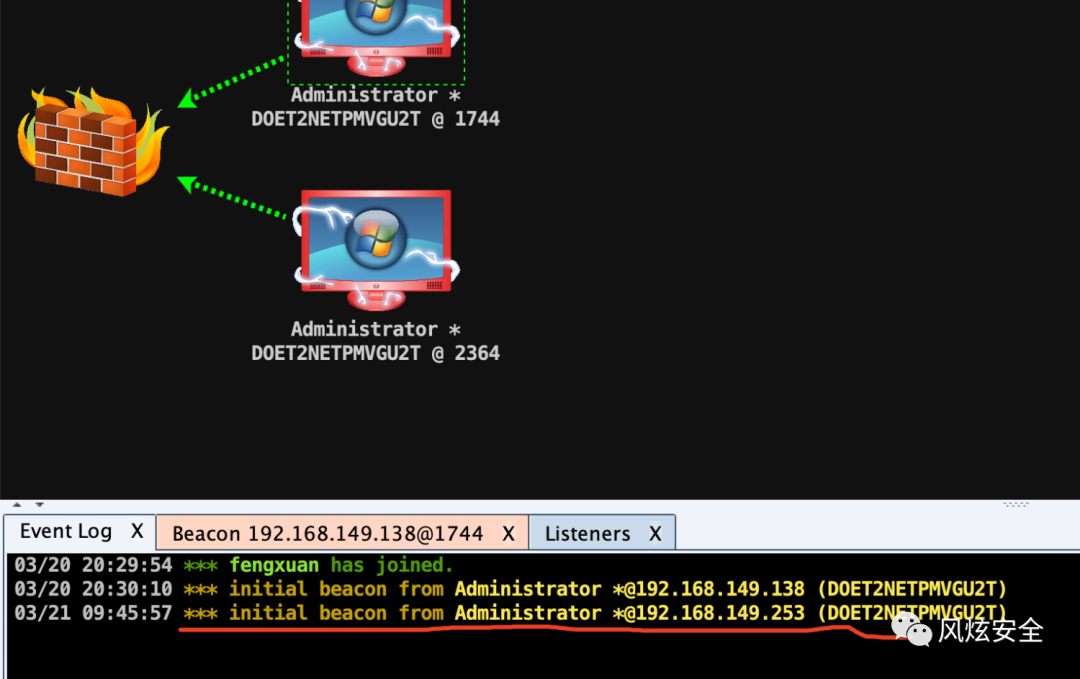 Administrator *
DOET2NETPMVGU2T @ 1744
Administrator *
DOET2NETPMVGU2T @ 2364
Event Log X Beacon 192.168.149.138@1744 X Listeners X
03/20 20:29:54 *** fengxuan has joined.
03/20 20:30:10 *** initial beacon from Administrator *@192.168.149.138 (DOET2NETPMVGU2T)
03/21 09:45:57 *** initial beacon from Administrator *@192.168.149.253 (DOET2NETPMVGU2T)
风炫安全